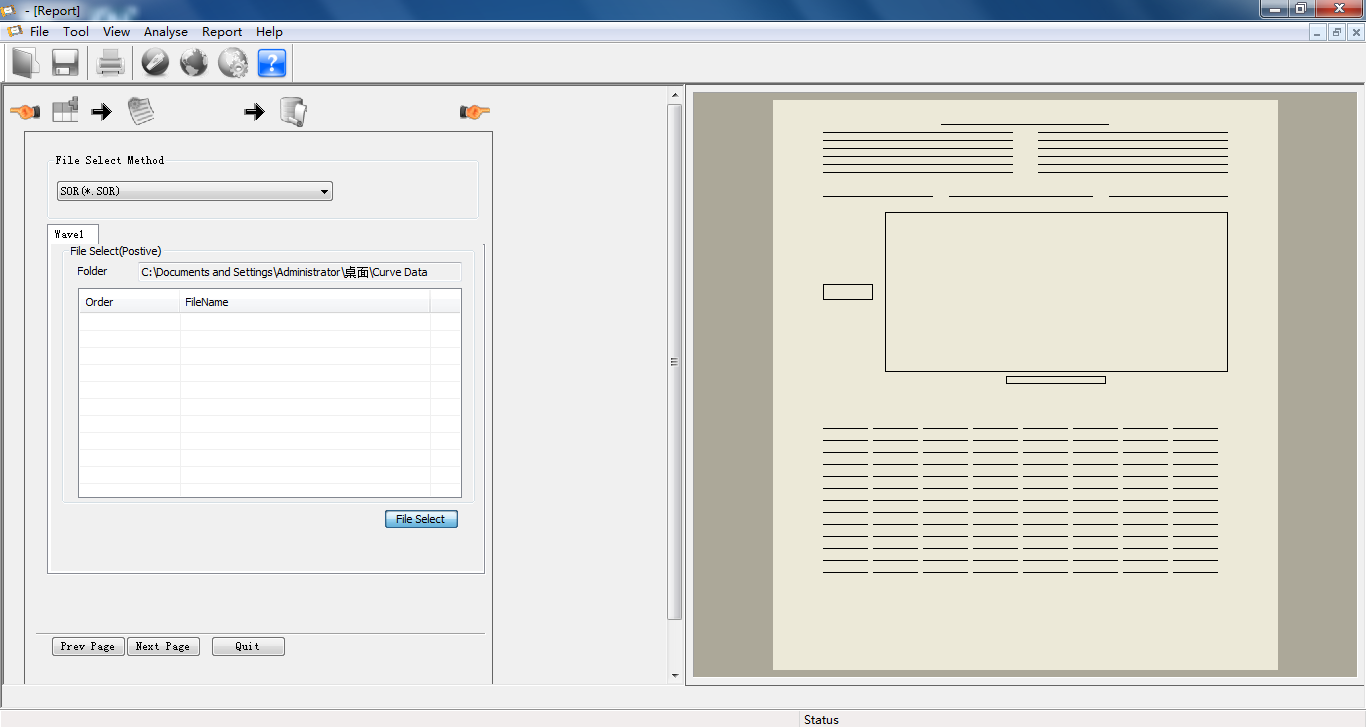 - [Report]
File Tool View Analyse Report Help
File Select Method
SOR(*.SOR)
Wave1
File Select(Postive)
Folder C:\Documents and Settings\Administrator\桌面\Curve Data
Order FileName
File Select
Prev Page Next Page Quit
Status